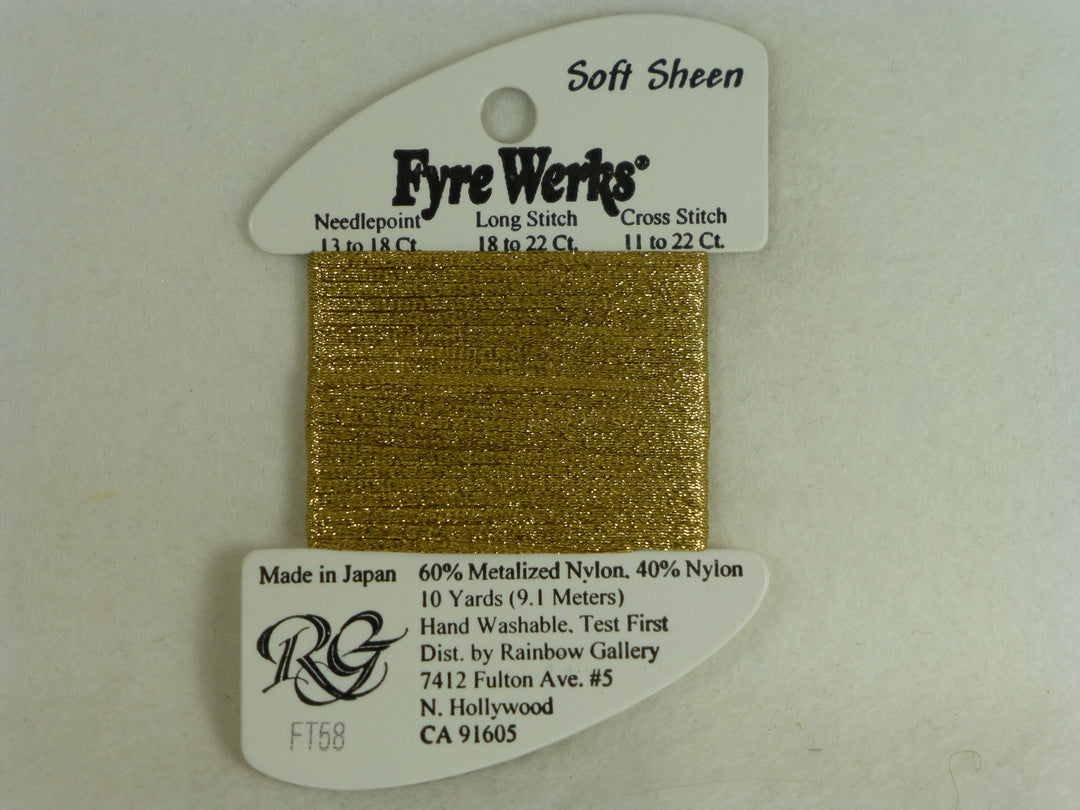 Soft Sheen
Fyre Werks®
Needlepoint Long Stitch Cross Stitch
13 to 18 Ct. 18 to 22 Ct. 11 to 22 Ct.
Made in Japan 60% Metalized Nylon, 40% Nylon
10 Yards (9.1 Meters)
Hand Washable, Test First
Dist. by Rainbow Gallery
7412 Fulton Ave. #5
N. Hollywood
CA 91605
RG
FT58